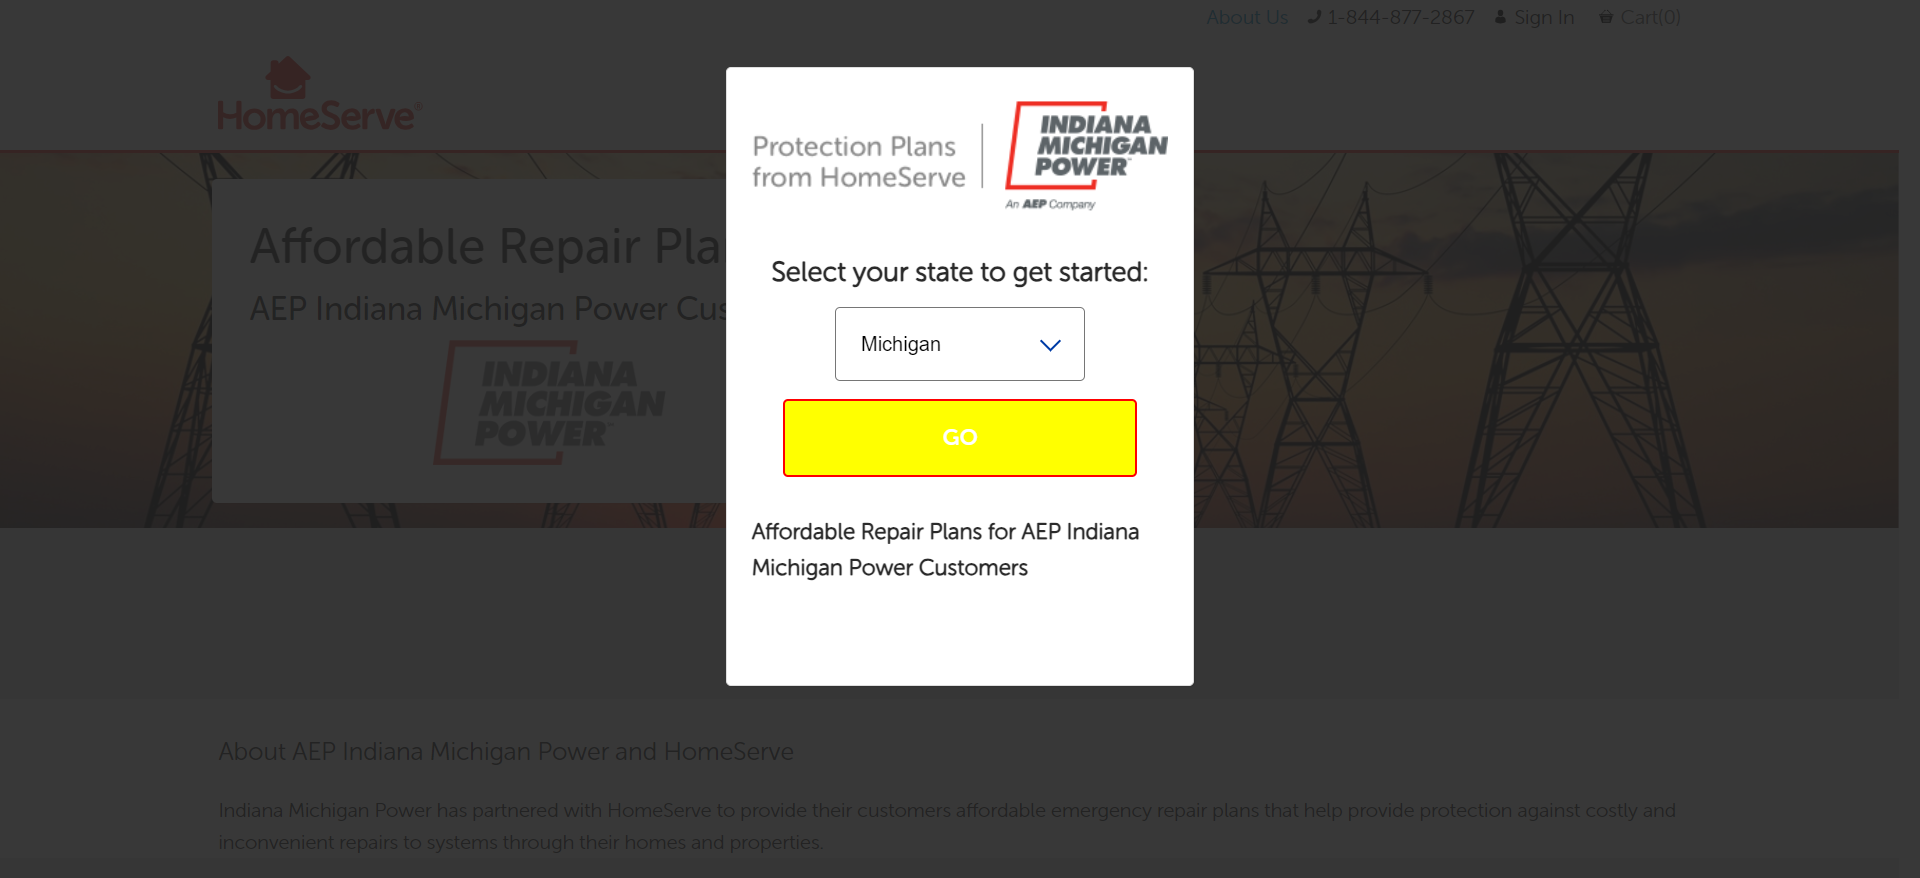 About Us 1-844-877-2867 Sign In Cart(0)
HomeServe®
Protection Plans
from HomeServe
INDIANA
MICHIGAN
POWER™
An AEP Company
Affordable Repair Pla
AEP Indiana Michigan Power Cus
INDIANA
MICHIGAN
POWER™
Select your state to get started:
Michigan
GO
Affordable Repair Plans for AEP Indiana
Michigan Power Customers
About AEP Indiana Michigan Power and HomeServe
Indiana Michigan Power has partnered with HomeServe to provide their customers affordable emergency repair plans that help provide protection against costly and
inconvenient repairs to systems through their homes and properties.